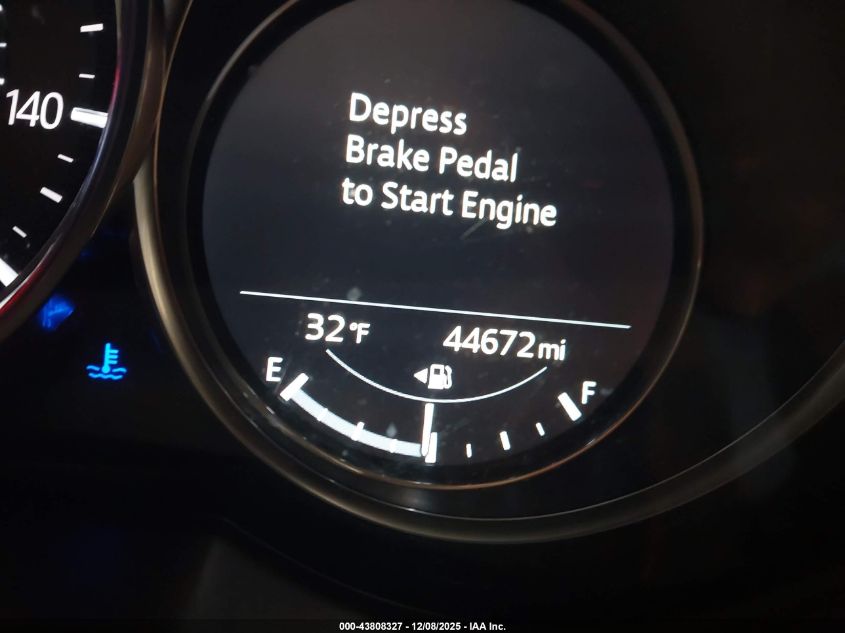 140
Depress
Brake Pedal
to Start Engine
32°F 44672mi
E F
000-43808327 - 12/08/2025 - IAA Inc.